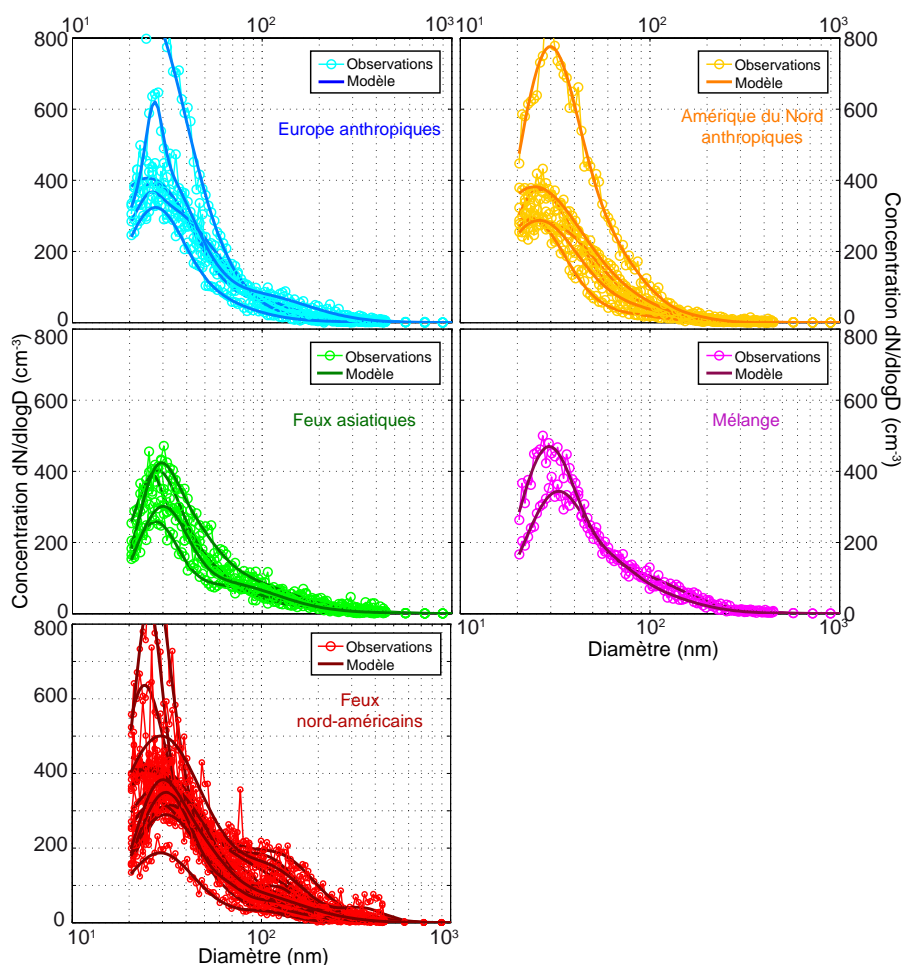 10¹ 10² 10³ 10¹ 10² 10³
800
600
400
200
0
Observations
Modèle
Europe anthropiques
800
600
400
200
0
Observations
Modèle
Amérique du Nord
anthropiques
800
600
400
200
0
Observations
Modèle
Feux asiatiques
800
600
400
200
0
Observations
Modèle
Mélange
10¹ 10² 10³
Diamètre (nm)
800
600
400
200
0
Observations
Modèle
Feux
nord-américains
10¹ 10² 10³
Diamètre (nm)
Concentration dN/dlogD (cm⁻³)
Concentration dN/dlogD (cm⁻³)